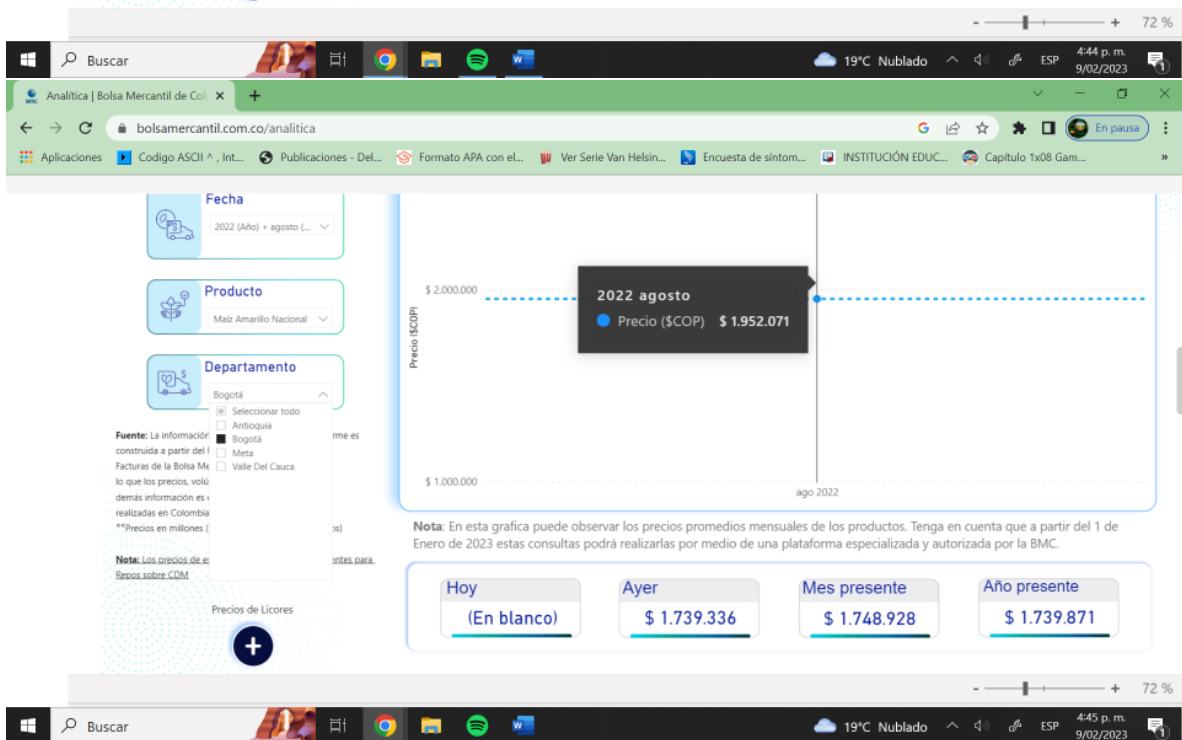 - + 72 %
Buscar
19°C Nublado ESP 4:44 p. m.
9/02/2023
1
Analítica | Bolsa Mercantil de Col
bolsamercantil.com.co/analitica
En pausa
Aplicaciones Codigo ASCII ^ , Int... Publicaciones - Del... Formato APA con el... Ver Serie Van Helsin... Encuesta de síntom... INSTITUCIÓN EDUC... Capítulo 1x08 Gam... »
Fecha
2022 (Año) + agosto (...
Producto
Maíz Amarillo Nacional
Departamento
Bogotá
Seleccionar todo
Antioquia
Bogotá
Meta
Valle Del Cauca
Fuente: La información rme es
construida a partir del
Facturas de la Bolsa Me
lo que los precios, volú
demás información es
realizadas en Colombia
**Precios en millones ( os)
Nota: Los precios de es entes para
Repos sobre CDM
Precios de Licores
Precio ($COP)
$ 2.000.000
2022 agosto
Precio ($COP) $ 1.952.071
$ 1.000.000
ago 2022
Nota: En esta grafica puede observar los precios promedios mensuales de los productos. Tenga en cuenta que a partir del 1 de
Enero de 2023 estas consultas podrá realizarlas por medio de una plataforma especializada y autorizada por la BMC.
Hoy Ayer Mes presente Año presente
(En blanco) $ 1.739.336 $ 1.748.928 $ 1.739.871
- + 72 %
Buscar
19°C Nublado ESP 4:45 p. m.
9/02/2023
1